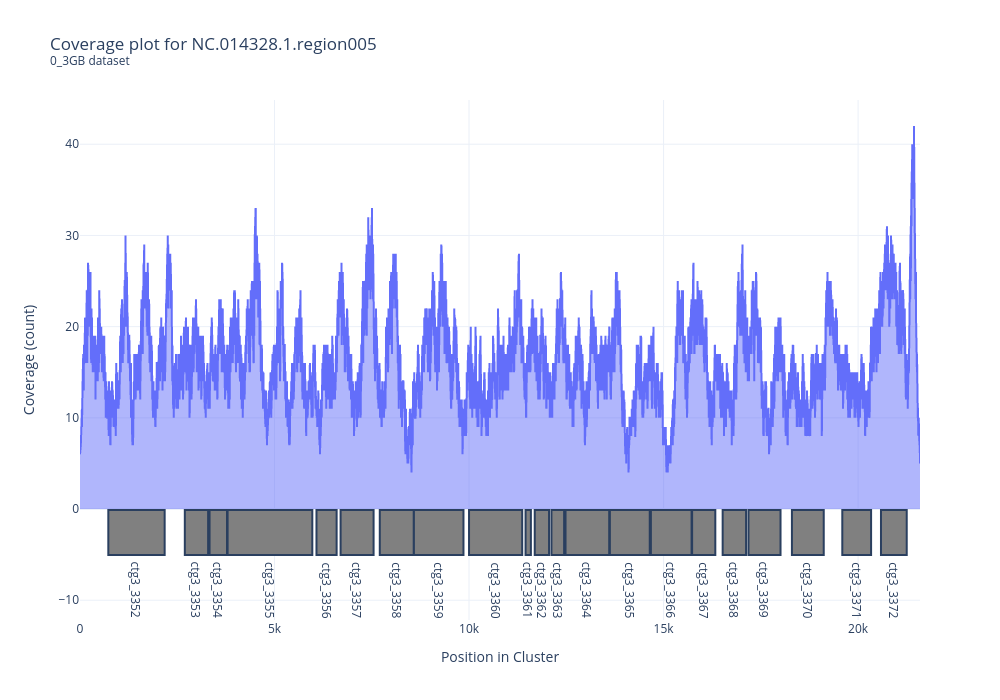 Coverage plot for NC.014328.1.region005
0_3GB dataset
Coverage (count)
40
30
20
10
0
−10
ctg3_3352
ctg3_3353
ctg3_3354
ctg3_3355
ctg3_3356
ctg3_3357
ctg3_3358
ctg3_3359
ctg3_3360
ctg3_3361
ctg3_3362
ctg3_3363
ctg3_3364
ctg3_3365
ctg3_3366
ctg3_3367
ctg3_3368
ctg3_3369
ctg3_3370
ctg3_3371
ctg3_3372
0
5k
10k
15k
20k
Position in Cluster